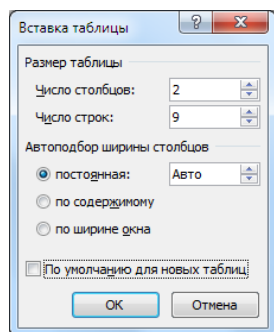 Вставка таблицы
Размер таблицы
Число столбцов: 2
Число строк: 9
Автоподбор ширины столбцов
постоянная: Авто
по содержимому
по ширине окна
По умолчанию для новых таблиц
ОК Отмена